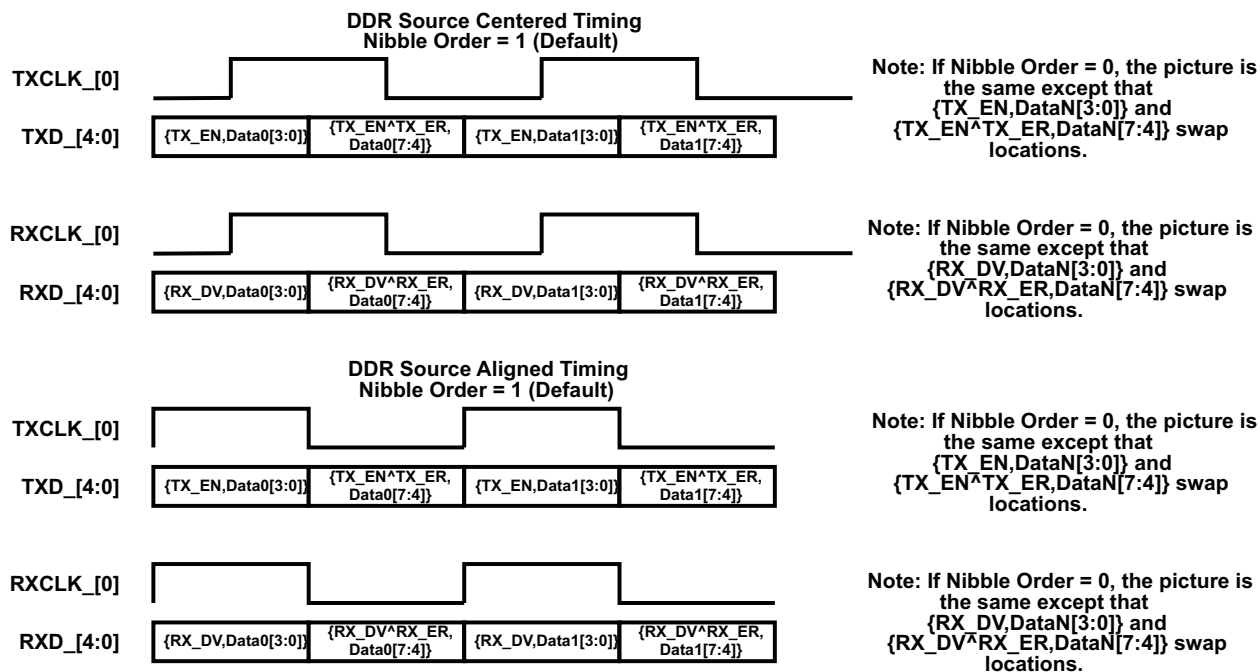 DDR Source Centered Timing
Nibble Order = 1 (Default)
TXCLK_[0]
TXD_[4:0]
{TX_EN,Data0[3:0]}
{TX_EN^TX_ER,
Data0[7:4]}
{TX_EN,Data1[3:0]}
{TX_EN^TX_ER,
Data1[7:4]}
Note: If Nibble Order = 0, the picture is
the same except that
{TX_EN,DataN[3:0]} and
{TX_EN^TX_ER,DataN[7:4]} swap
locations.
RXCLK_[0]
RXD_[4:0]
{RX_DV,Data0[3:0]}
{RX_DV^RX_ER,
Data0[7:4]}
{RX_DV,Data1[3:0]}
{RX_DV^RX_ER,
Data1[7:4]}
Note: If Nibble Order = 0, the picture is
the same except that
{RX_DV,DataN[3:0]} and
{RX_DV^RX_ER,DataN[7:4]} swap
locations.
DDR Source Aligned Timing
Nibble Order = 1 (Default)
TXCLK_[0]
TXD_[4:0]
{TX_EN,Data0[3:0]}
{TX_EN^TX_ER,
Data0[7:4]}
{TX_EN,Data1[3:0]}
{TX_EN^TX_ER,
Data1[7:4]}
Note: If Nibble Order = 0, the picture is
the same except that
{TX_EN,DataN[3:0]} and
{TX_EN^TX_ER,DataN[7:4]} swap
locations.
RXCLK_[0]
RXD_[4:0]
{RX_DV,Data0[3:0]}
{RX_DV^RX_ER,
Data0[7:4]}
{RX_DV,Data1[3:0]}
{RX_DV^RX_ER,
Data1[7:4]}
Note: If Nibble Order = 0, the picture is
the same except that
{RX_DV,DataN[3:0]} and
{RX_DV^RX_ER,DataN[7:4]} swap
locations.